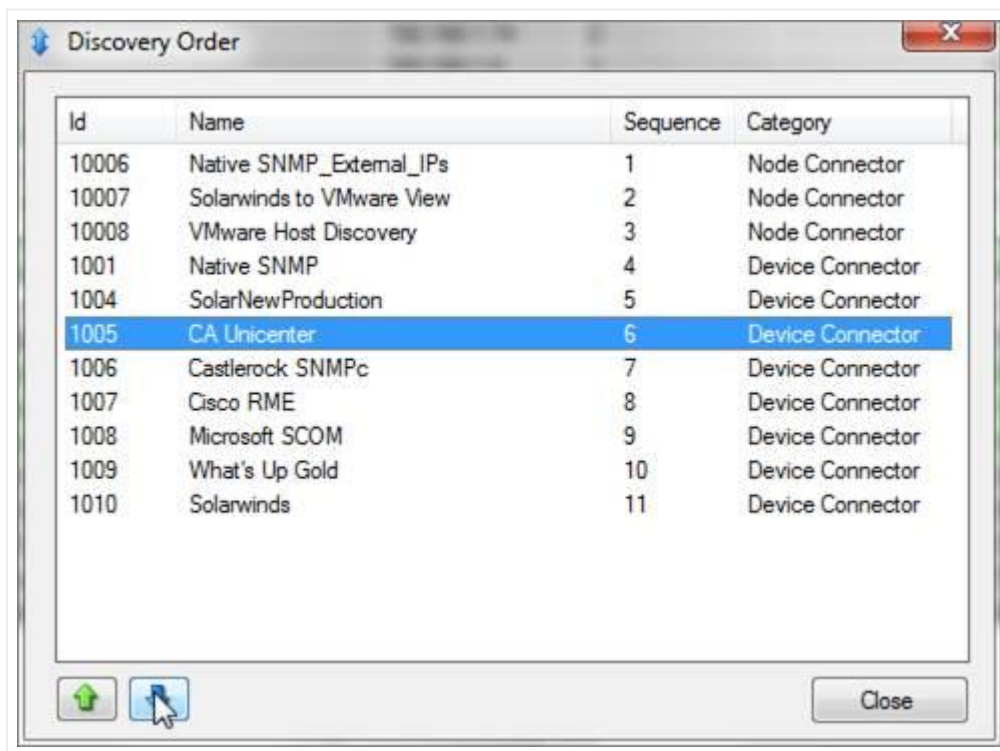 Discovery Order
Id Name Sequence Category
10006 Native SNMP_External_IPs 1 Node Connector
10007 Solarwinds to VMware View 2 Node Connector
10008 VMware Host Discovery 3 Node Connector
1001 Native SNMP 4 Device Connector
1004 SolarNewProduction 5 Device Connector
1005 CA Unicenter 6 Device Connector
1006 Castlerock SNMPc 7 Device Connector
1007 Cisco RME 8 Device Connector
1008 Microsoft SCOM 9 Device Connector
1009 What's Up Gold 10 Device Connector
1010 Solarwinds 11 Device Connector
Close